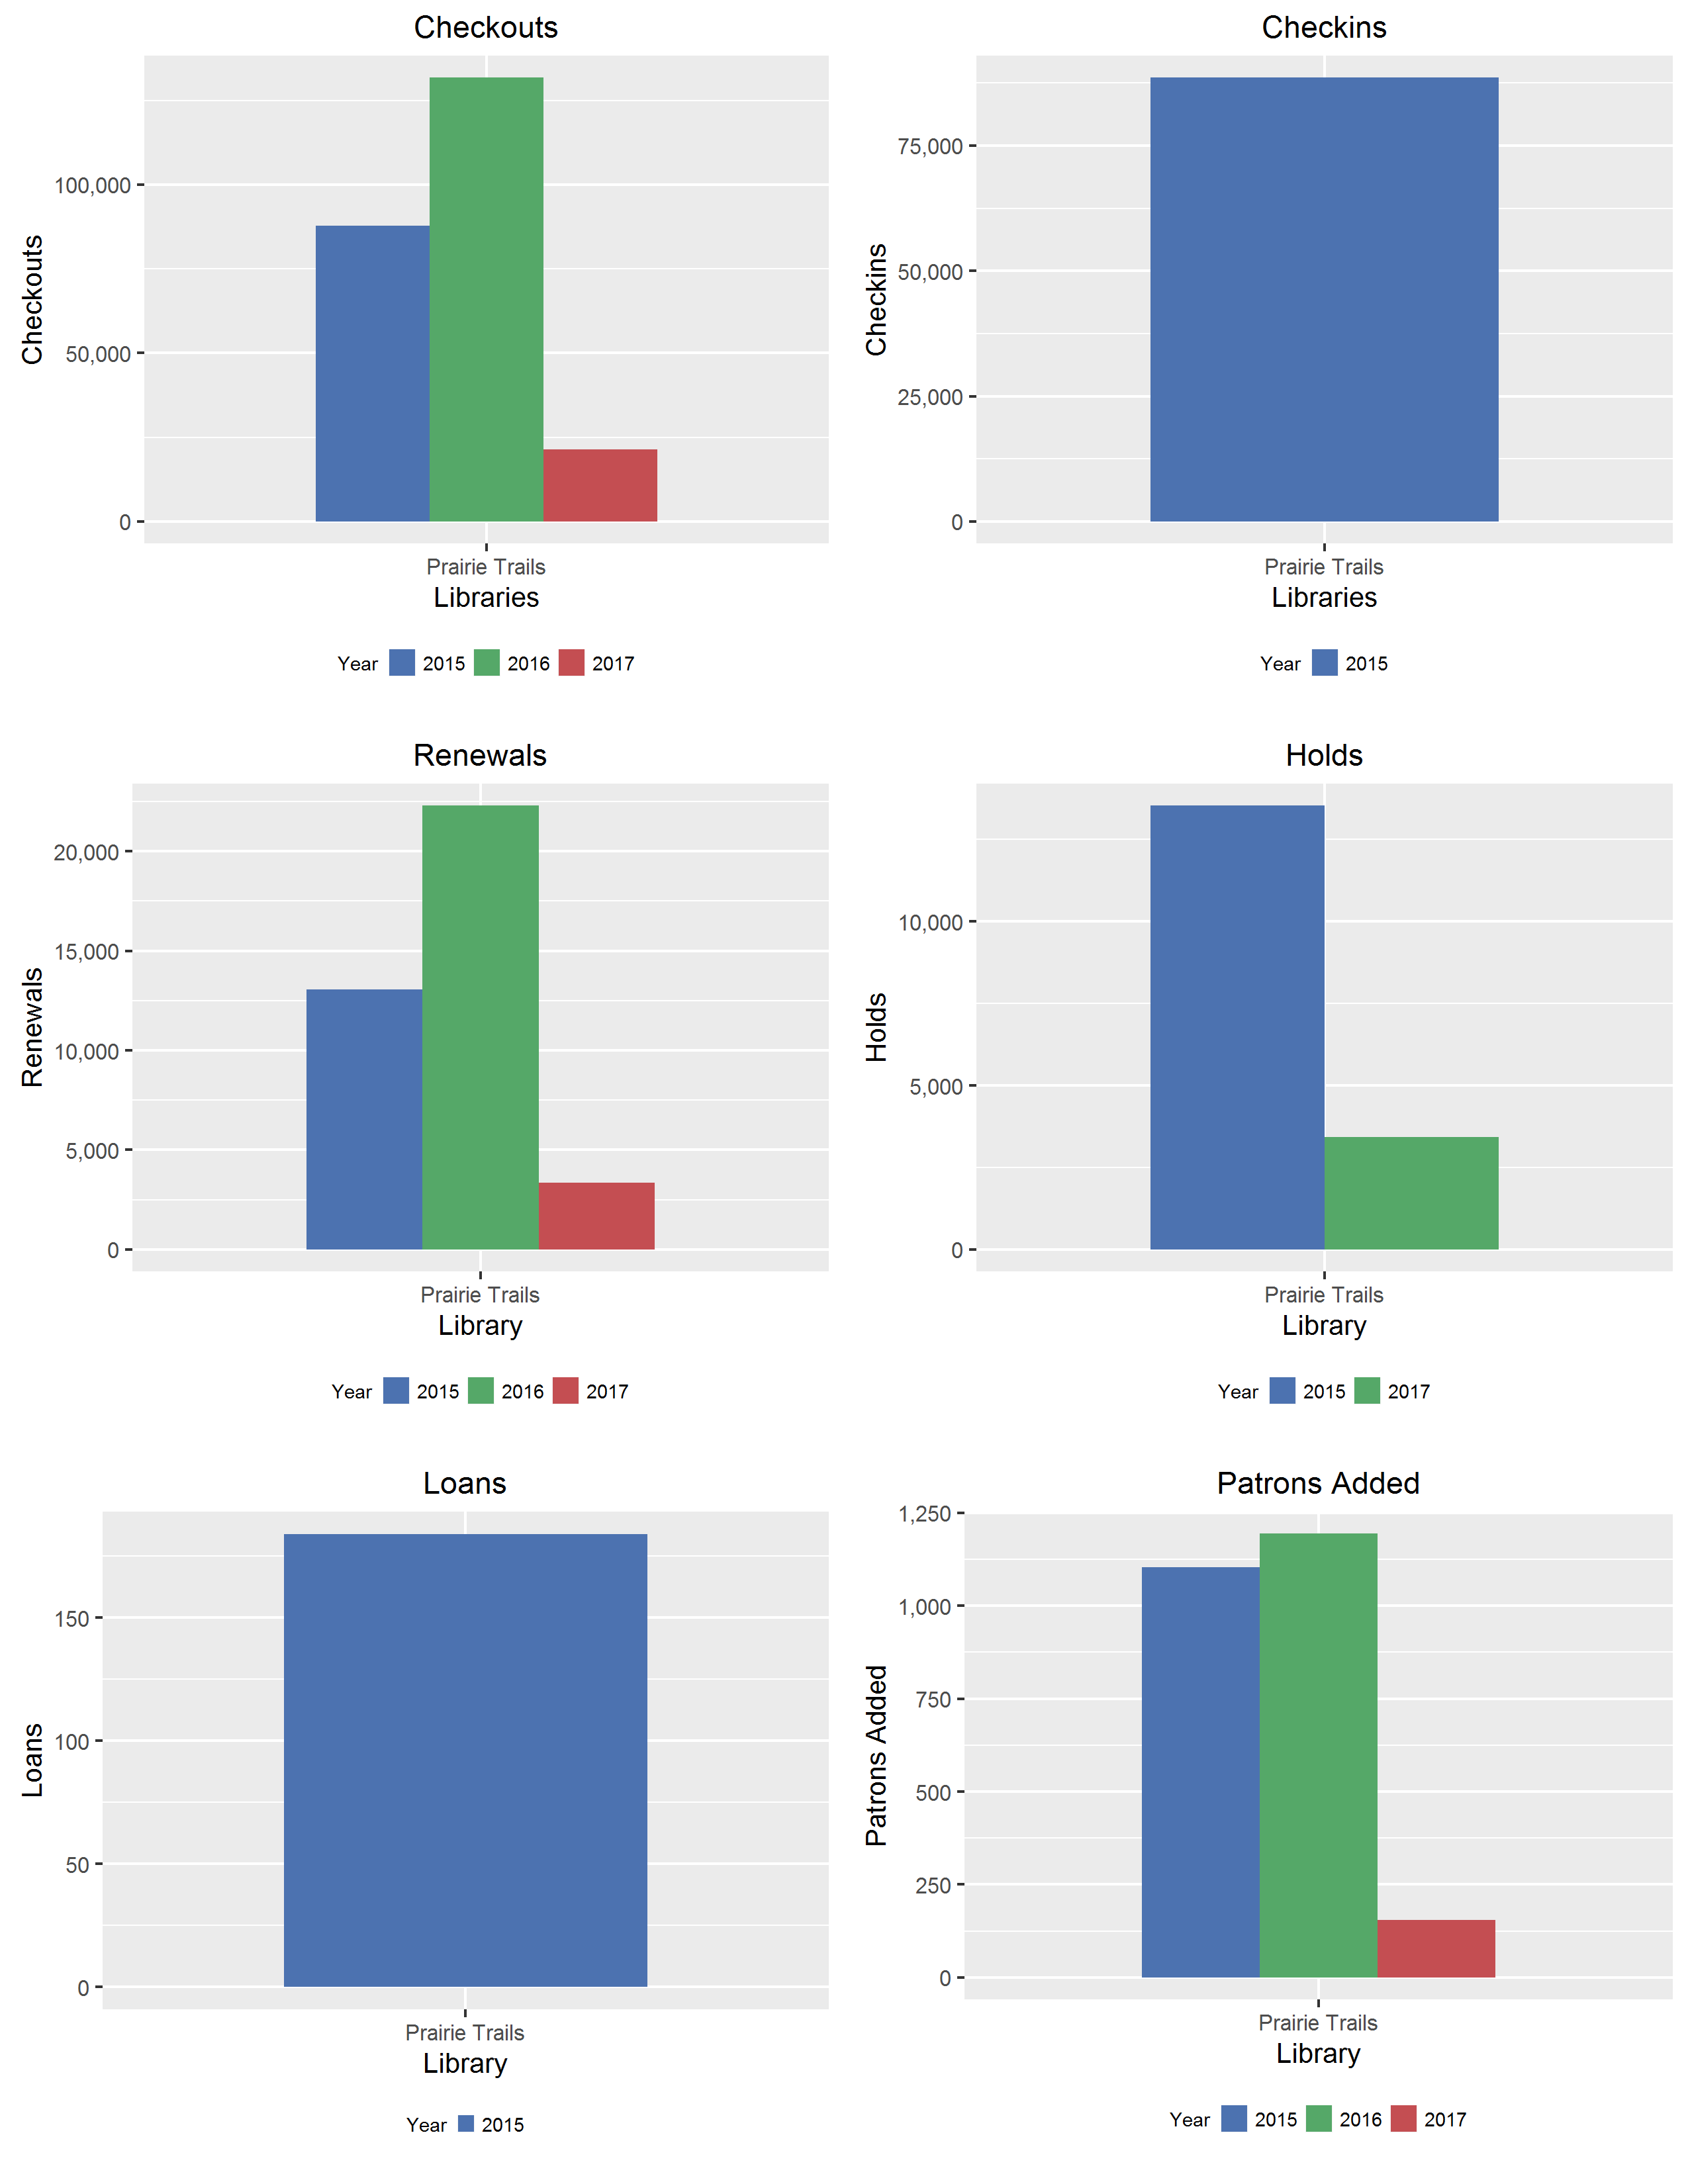 Checkouts
Checkouts
100,000
50,000
0
Prairie Trails
Libraries
Year 2015 2016 2017
Checkins
Checkins
75,000
50,000
25,000
0
Prairie Trails
Libraries
Year 2015
Renewals
Renewals
20,000
15,000
10,000
5,000
0
Prairie Trails
Library
Year 2015 2016 2017
Holds
Holds
10,000
5,000
0
Prairie Trails
Library
Year 2015 2017
Loans
Loans
150
100
50
0
Prairie Trails
Library
Year 2015
Patrons Added
Patrons Added
1,250
1,000
750
500
250
0
Prairie Trails
Library
Year 2015 2016 2017